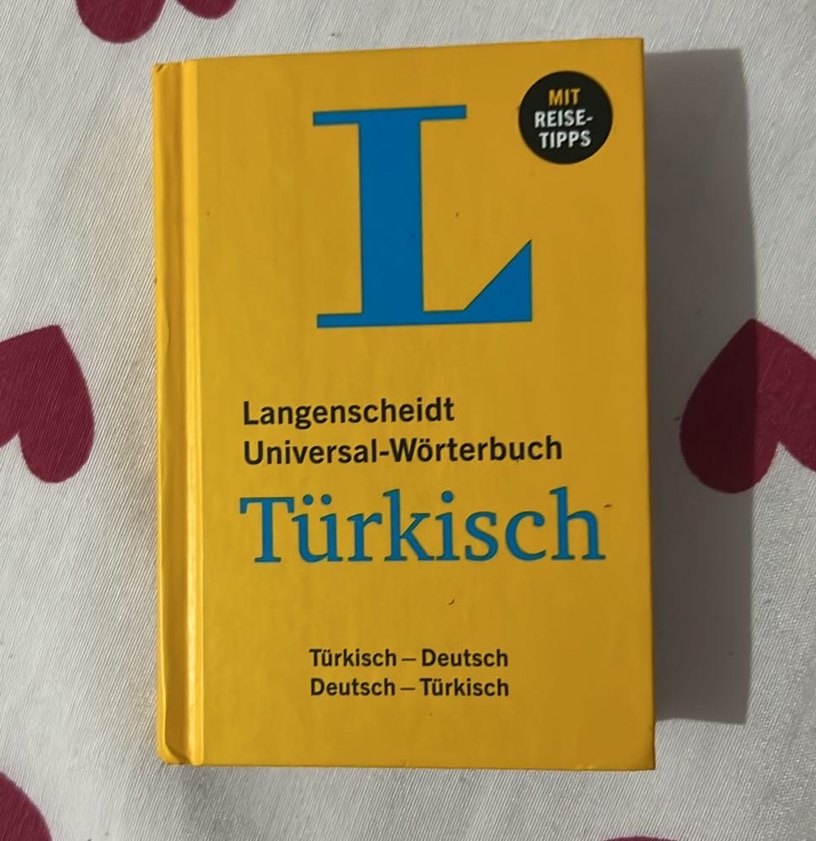 L
MIT
REISE-
TIPPS
Langenscheidt
Universal-Wörterbuch
Türkisch
Türkisch – Deutsch
Deutsch – Türkisch